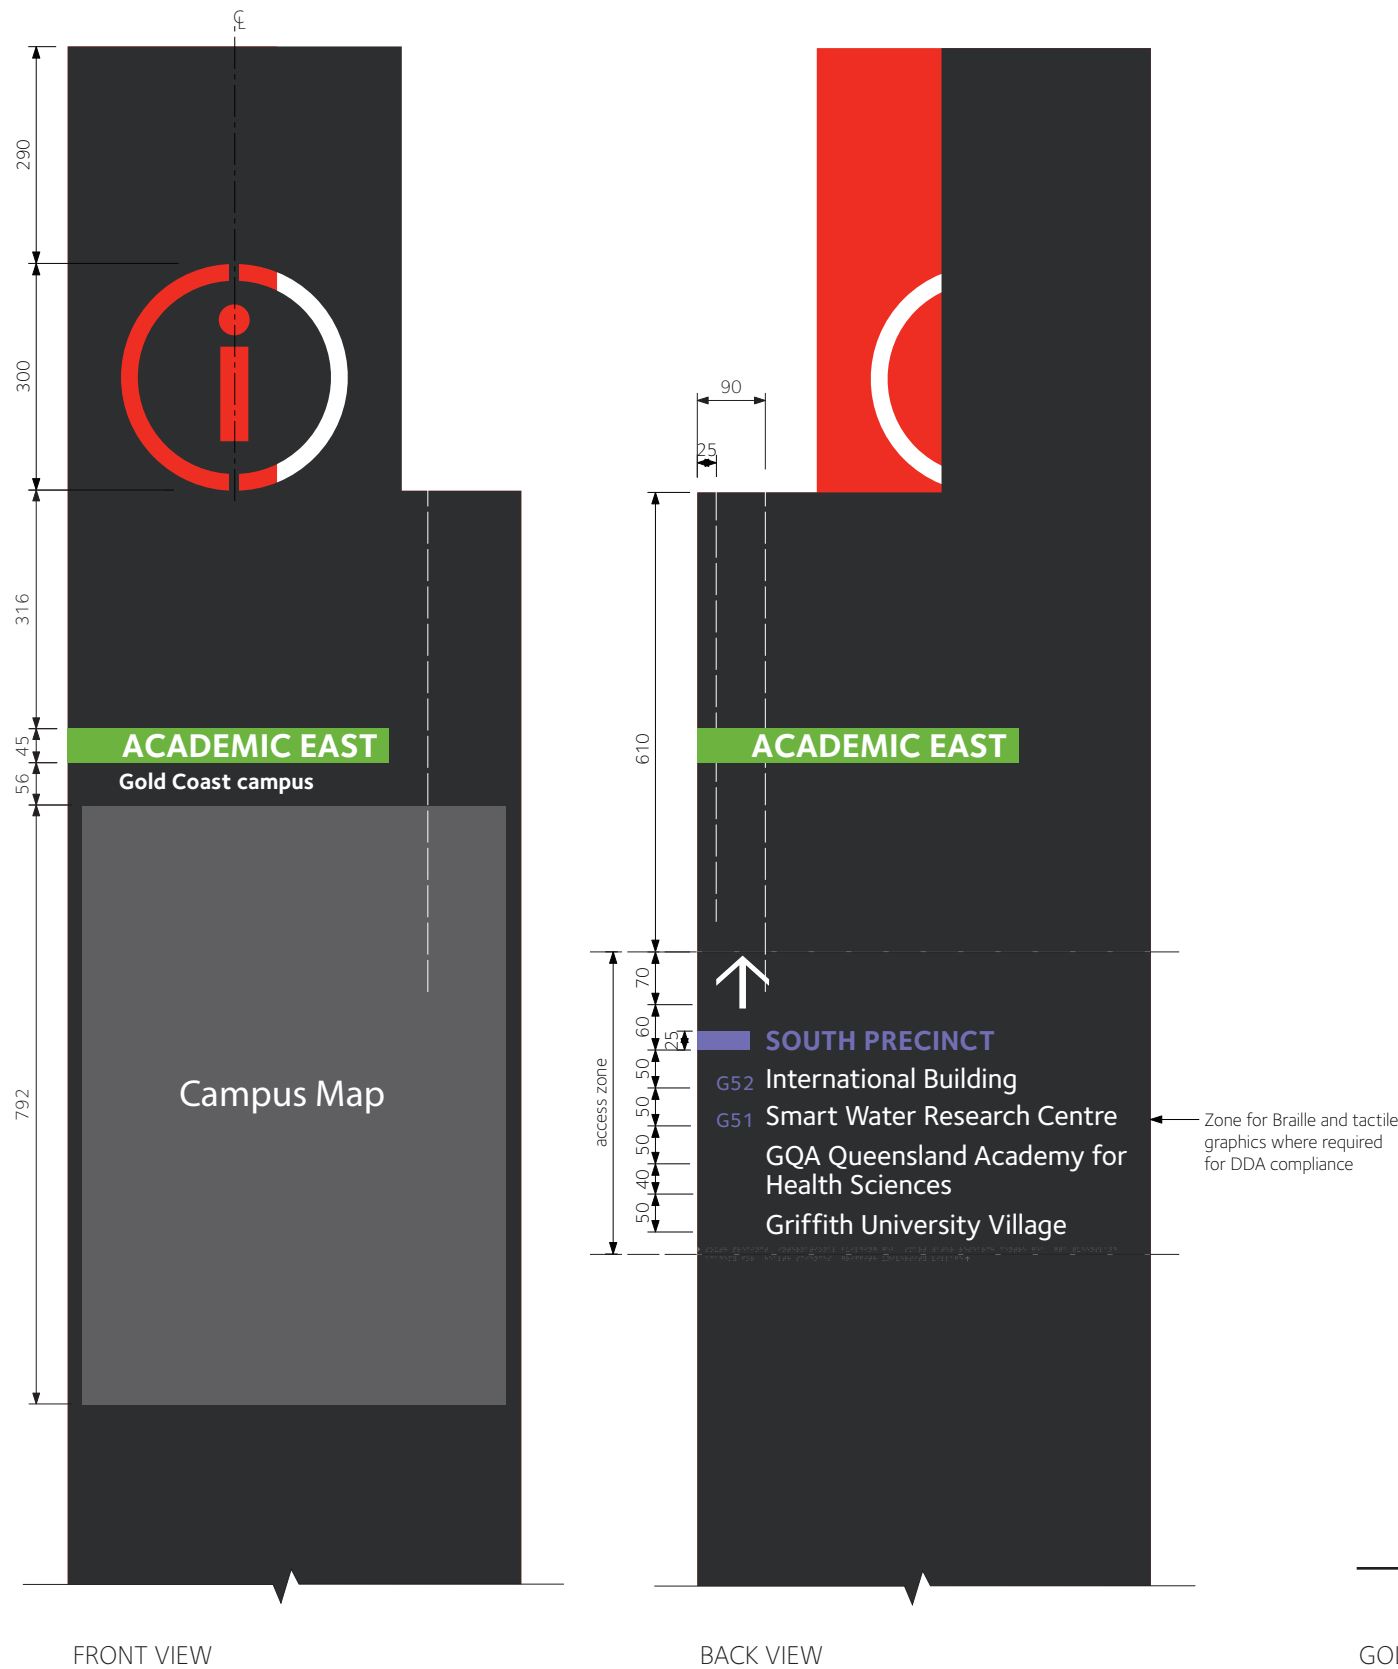 ℄
290
300
316
45
56
792
i
ACADEMIC EAST
Gold Coast campus
Campus Map
FRONT VIEW
90
25
610
70
60
25
50
50
50
40
50
access zone
ACADEMIC EAST
SOUTH PRECINCT
G52 International Building
G51 Smart Water Research Centre
GQA Queensland Academy for
Health Sciences
Griffith University Village
Zone for Braille and tactile
graphics where required
for DDA compliance
BACK VIEW